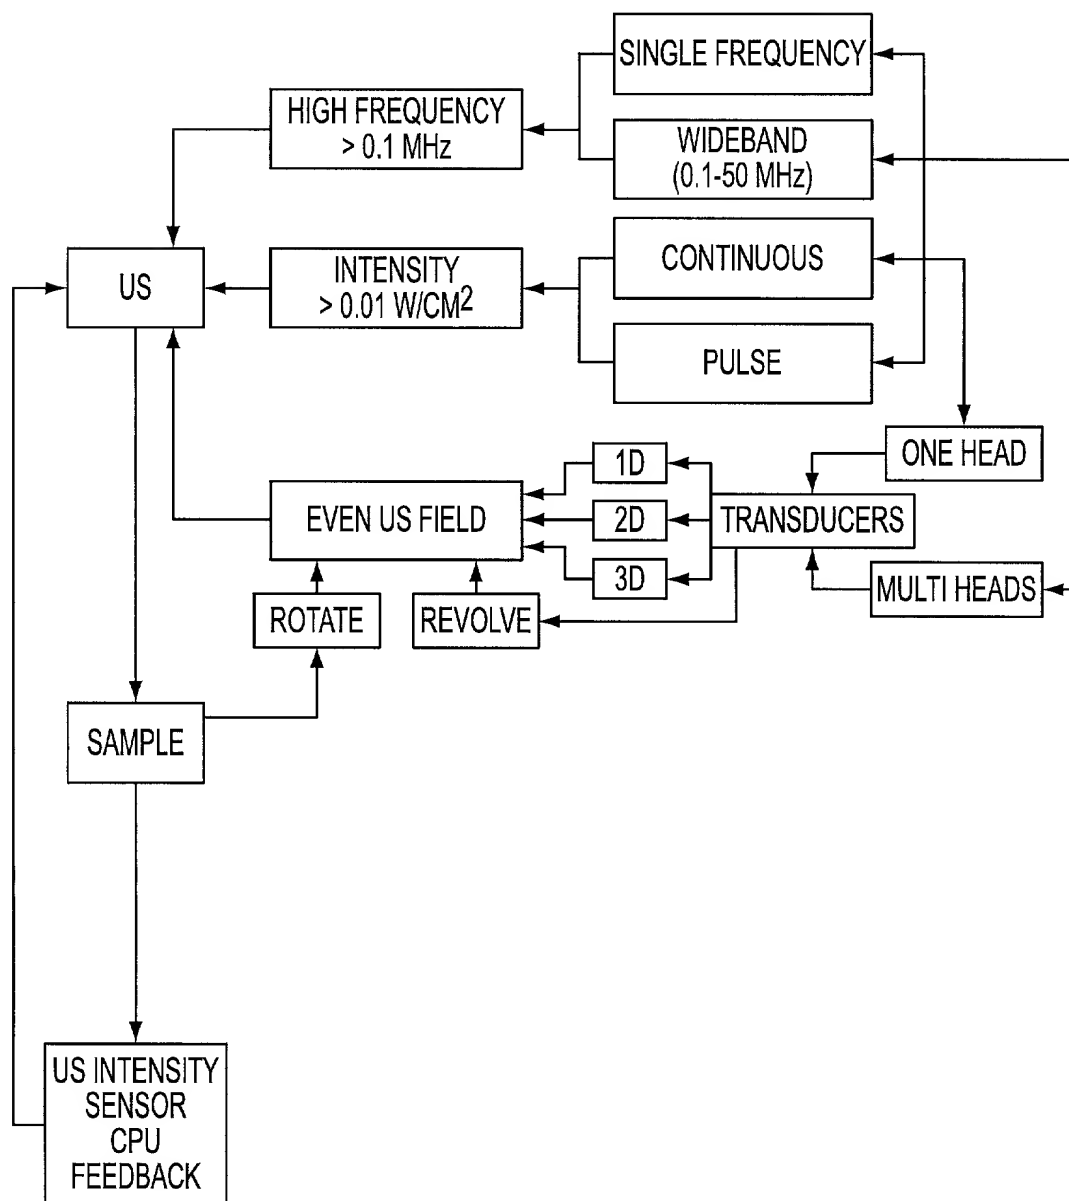 SINGLE FREQUENCY
HIGH FREQUENCY
> 0.1 MHz
WIDEBAND
(0.1-50 MHz)
US
INTENSITY
> 0.01 W/CM²
CONTINUOUS
PULSE
ONE HEAD
1D
EVEN US FIELD
2D
TRANSDUCERS
3D
MULTI HEADS
ROTATE
REVOLVE
SAMPLE
US INTENSITY
SENSOR
CPU
FEEDBACK